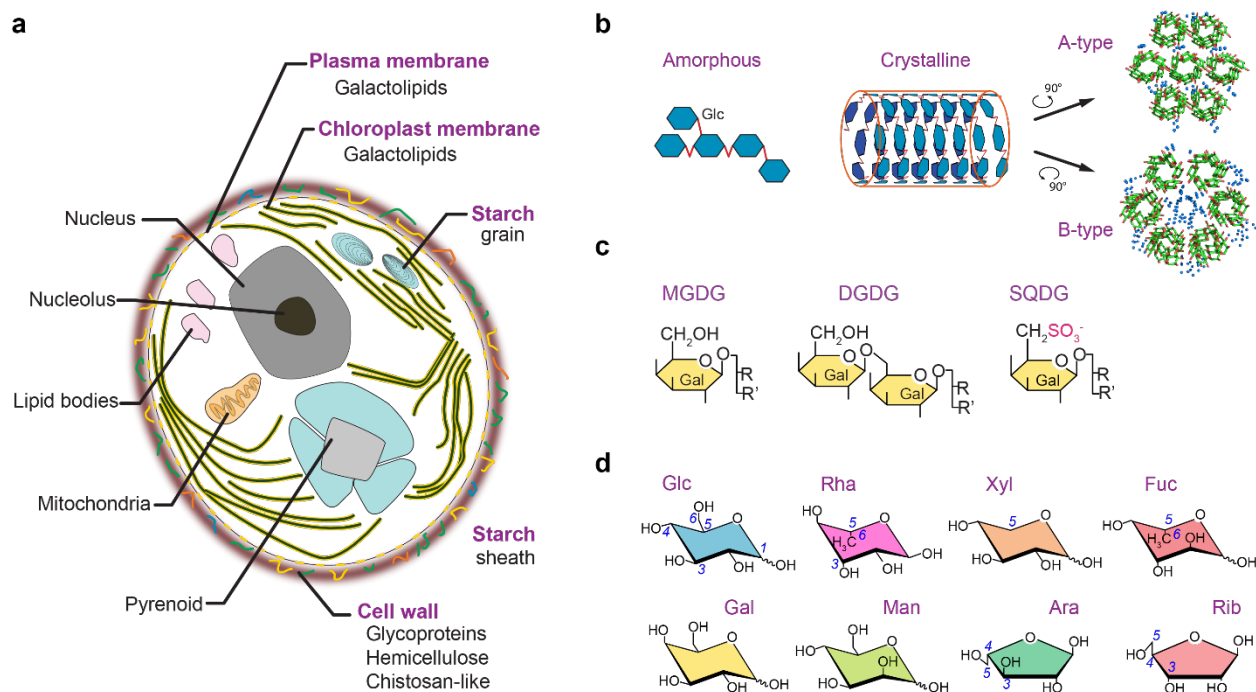 a
Plasma membrane
Galactolipids
Chloroplast membrane
Galactolipids
Nucleus
Starch
grain
Nucleolus
Lipid bodies
Mitochondria
Starch
sheath
Pyrenoid
Cell wall
Glycoproteins
Hemicellulose
Chistosan-like
b
Amorphous
Glc
Crystalline
90°
90°
A-type
B-type
c
MGDG
CH2OH
O
O
Gal
R
R’
DGDG
CH2OH
O
O
Gal
O
O
Gal
R
R’
SQDG
CH2SO3-
O
O
Gal
R
R’
d
Glc
OH
6
HO
4
5
O
1
HO
3
OH
OH
Rha
OH
5
O
H3C
6
HO
3
OH
OH
Xyl
5
O
HO
HO
OH
OH
Fuc
HO
5
O
H3C
6
OH
OH
OH
Gal
HO
OH
O
HO
OH
OH
Man
OH
HO
O
OH
HO
OH
Ara
O
OH
4
HO
OH
5
3
OH
Rib
5
O
OH
HO
4
3
OH
OH